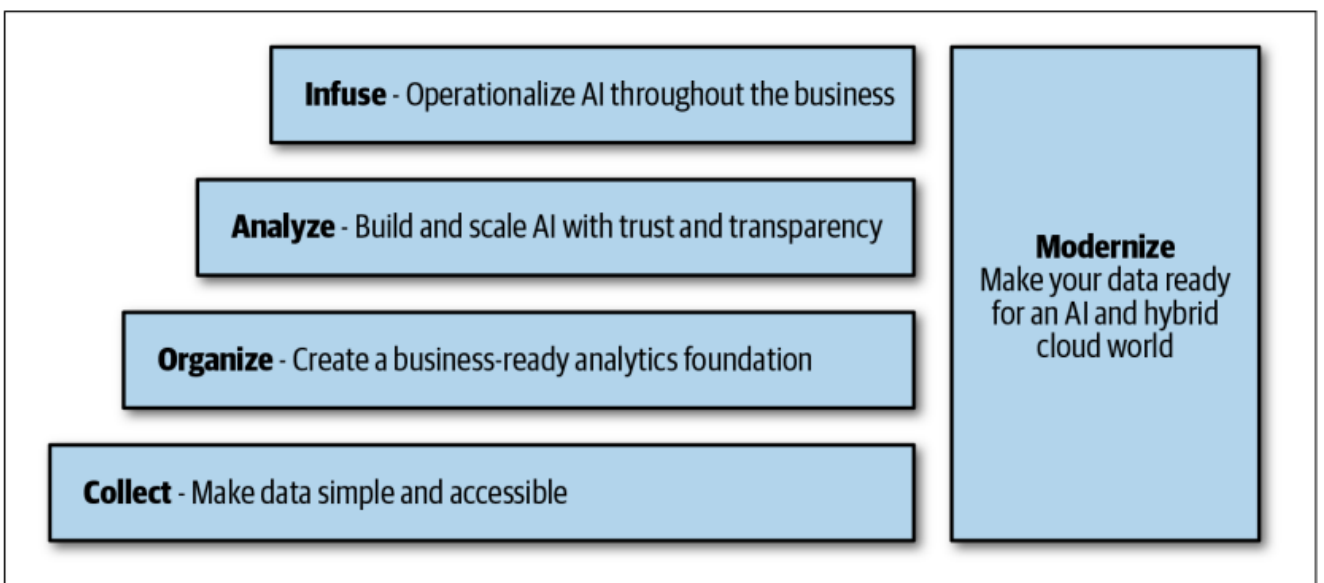 Infuse - Operationalize AI throughout the business
Analyze - Build and scale AI with trust and transparency
Organize - Create a business-ready analytics foundation
Collect - Make data simple and accessible
Modernize
Make your data ready
for an AI and hybrid
cloud world